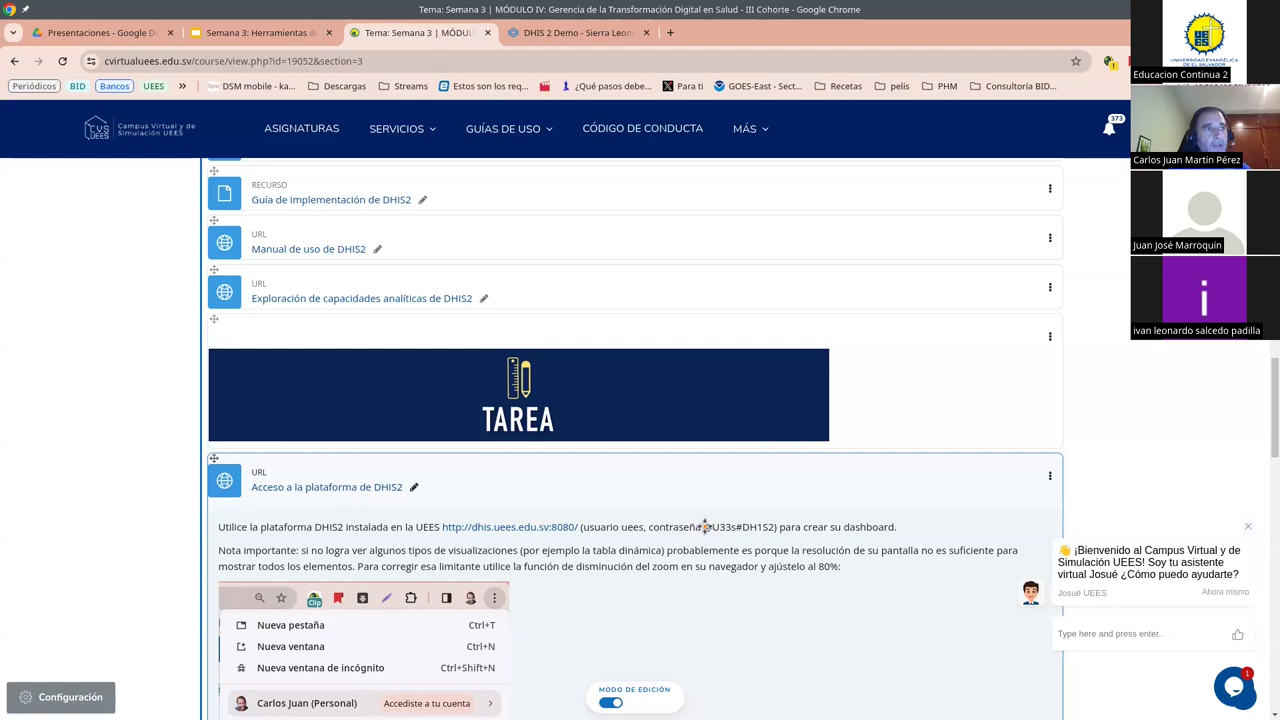 Tema: Semana 3 | MÓDULO IV: Gerencia de la Transformación Digital en Salud - III Cohorte - Google Chrome
Presentaciones - Google D
Semana 3: Herramientas d
Tema: Semana 3 | MÓDUL
DHIS 2 Demo - Sierra Leon
cvirtualuees.edu.sv/course/view.php?id=19052&section=3
Periódicos
BID
Bancos
UEES
DSM mobile - ka...
Descargas
Streams
Estos son los requi
¿Qué pasos debe...
Para ti
GOES-East - Sect...
Recetas
pelis
PHM
Consultoría BID...
Campus Virtual y de
Simulación UEES
ASIGNATURAS
SERVICIOS
GUÍAS DE USO
CÓDIGO DE CONDUCTA
MÁS
373
RECURSO
Guía de implementación de DHIS2
URL
Manual de uso de DHIS2
URL
Exploración de capacidades analíticas de DHIS2
TAREA
URL
Acceso a la plataforma de DHIS2
Utilice la plataforma DHIS2 instalada en la UEES http://dhis.uees.edu.sv:8080/ (usuario uees, contraseña U33s#DH1S2) para crear su dashboard.
Nota importante: si no logra ver algunos tipos de visualizaciones (por ejemplo la tabla dinámica) probablemente es porque la resolución de su pantalla no es suficiente para
mostrar todos los elementos. Para corregir esa limitante utilice la función de disminución del zoom en su navegador y ajústelo al 80%:
Nueva pestaña Ctrl+T
Nueva ventana Ctrl+N
Nueva ventana de incógnito Ctrl+Shift+N
Carlos Juan (Personal) Accediste a tu cuenta
Configuración
MODO DE EDICIÓN
👋 ¡Bienvenido al Campus Virtual y de
Simulación UEES! Soy tu asistente
virtual Josué ¿Cómo puedo ayudarte?
Josué UEES Ahora mismo
Type here and press enter..
1
UEES
UNIVERSIDAD EVANGÉLICA
DE EL SALVADOR
Educacion Continua 2
Carlos Juan Martín Pérez
Juan José Marroquín
i
ivan leonardo salcedo padilla